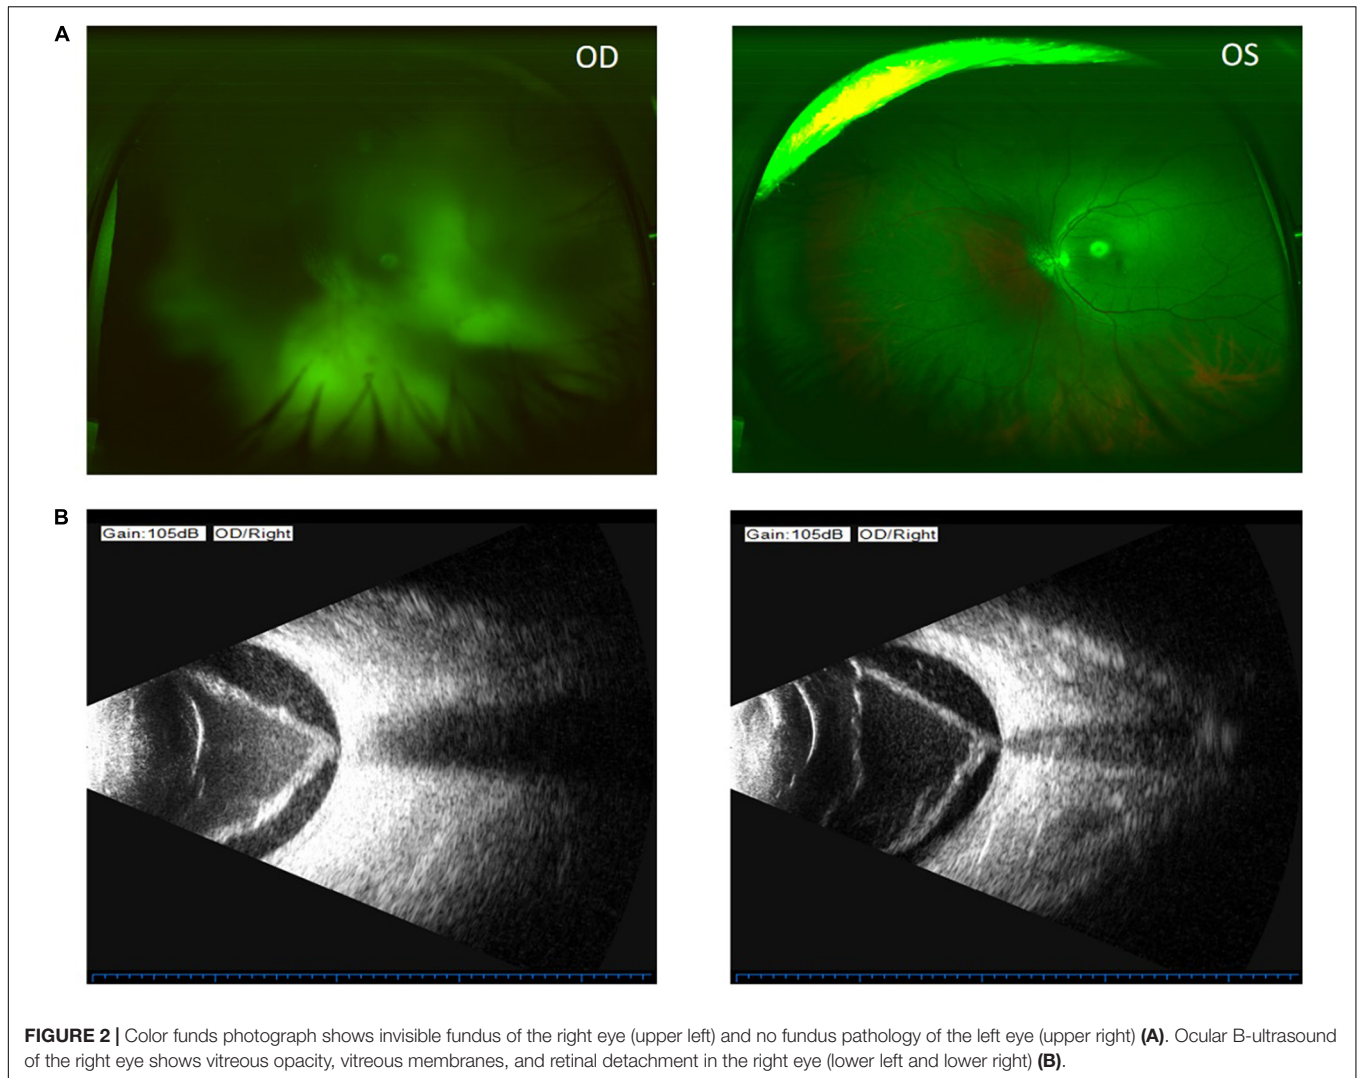 A
OD
OS
B
Gain:105dB OD/Right
Gain:105dB OD/Right
FIGURE 2 | Color funds photograph shows invisible fundus of the right eye (upper left) and no fundus pathology of the left eye (upper right) (A). Ocular B-ultrasound
of the right eye shows vitreous opacity, vitreous membranes, and retinal detachment in the right eye (lower left and lower right) (B).